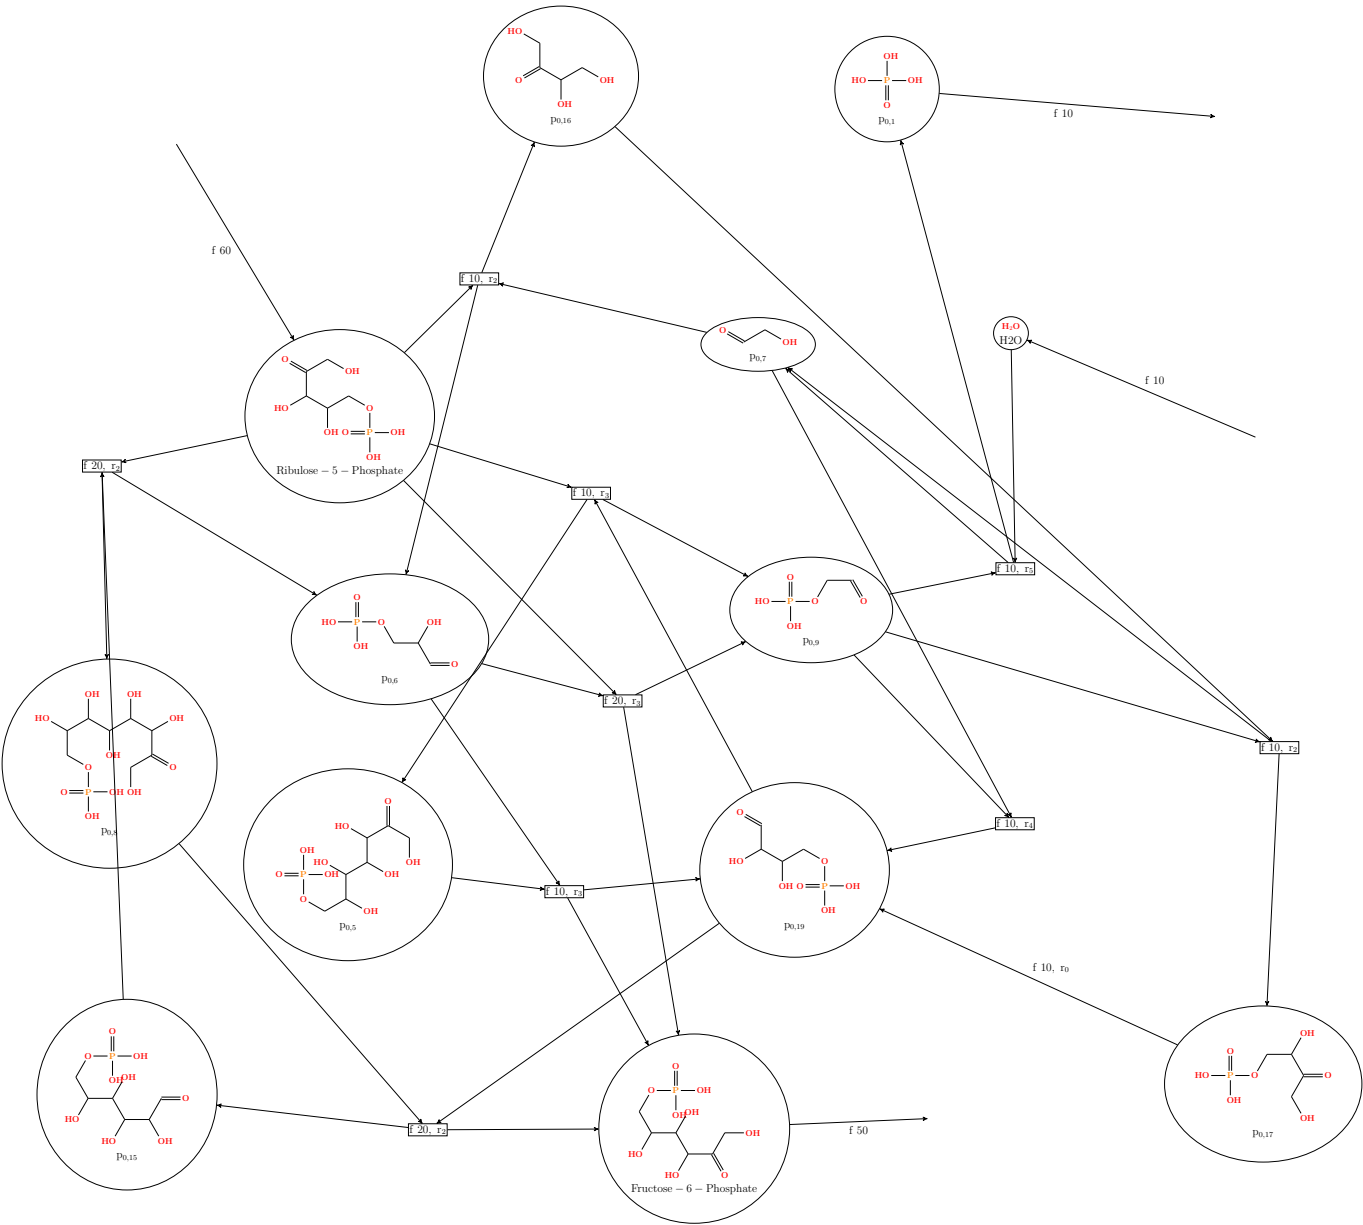 HO
O
OH
OH
p0,16
OH
HO P OH
O
p0,1
f 10
f 60
f 10, r2
O
OH
p0,7
H2O
H2O
f 10
O
OH
HO
O
OH O P OH
OH
Ribulose − 5 − Phosphate
f 20, r2
f 10, r3
f 10, r5
O
HO P O OH
OH
O
p0,6
O
HO P O O
OH
p0,9
f 20, r3
OH OH
HO OH
OH
O O
O P OH OH
OH
p0,8
f 10, r2
O
HO
OH
HO OH
O P OH OH
O
OH
p0,5
f 10, r3
O
HO
O
OH O P OH
OH
p0,19
f 10, r4
f 10, r0
O
O P OH
OH OH
O
HO
HO OH
p0,15
f 20, r2
O
O P OH
OH OH
OH
HO
HO O
Fructose − 6 − Phosphate
f 50
OH
O
HO P O O
OH
OH
p0,17